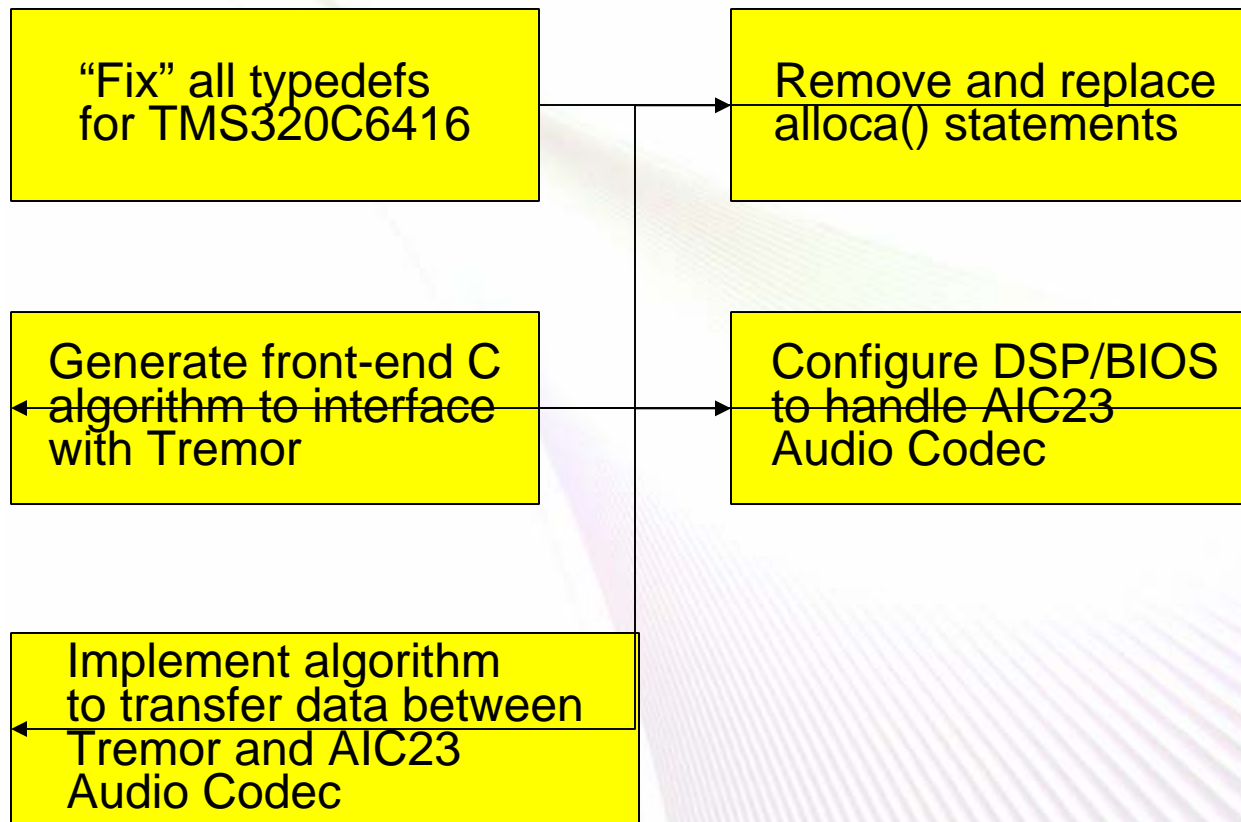 “Fix” all typedefs
for TMS320C6416
Remove and replace
alloca() statements
Generate front-end C
algorithm to interface
with Tremor
Configure DSP/BIOS
to handle AIC23
Audio Codec
Implement algorithm
to transfer data between
Tremor and AIC23
Audio Codec